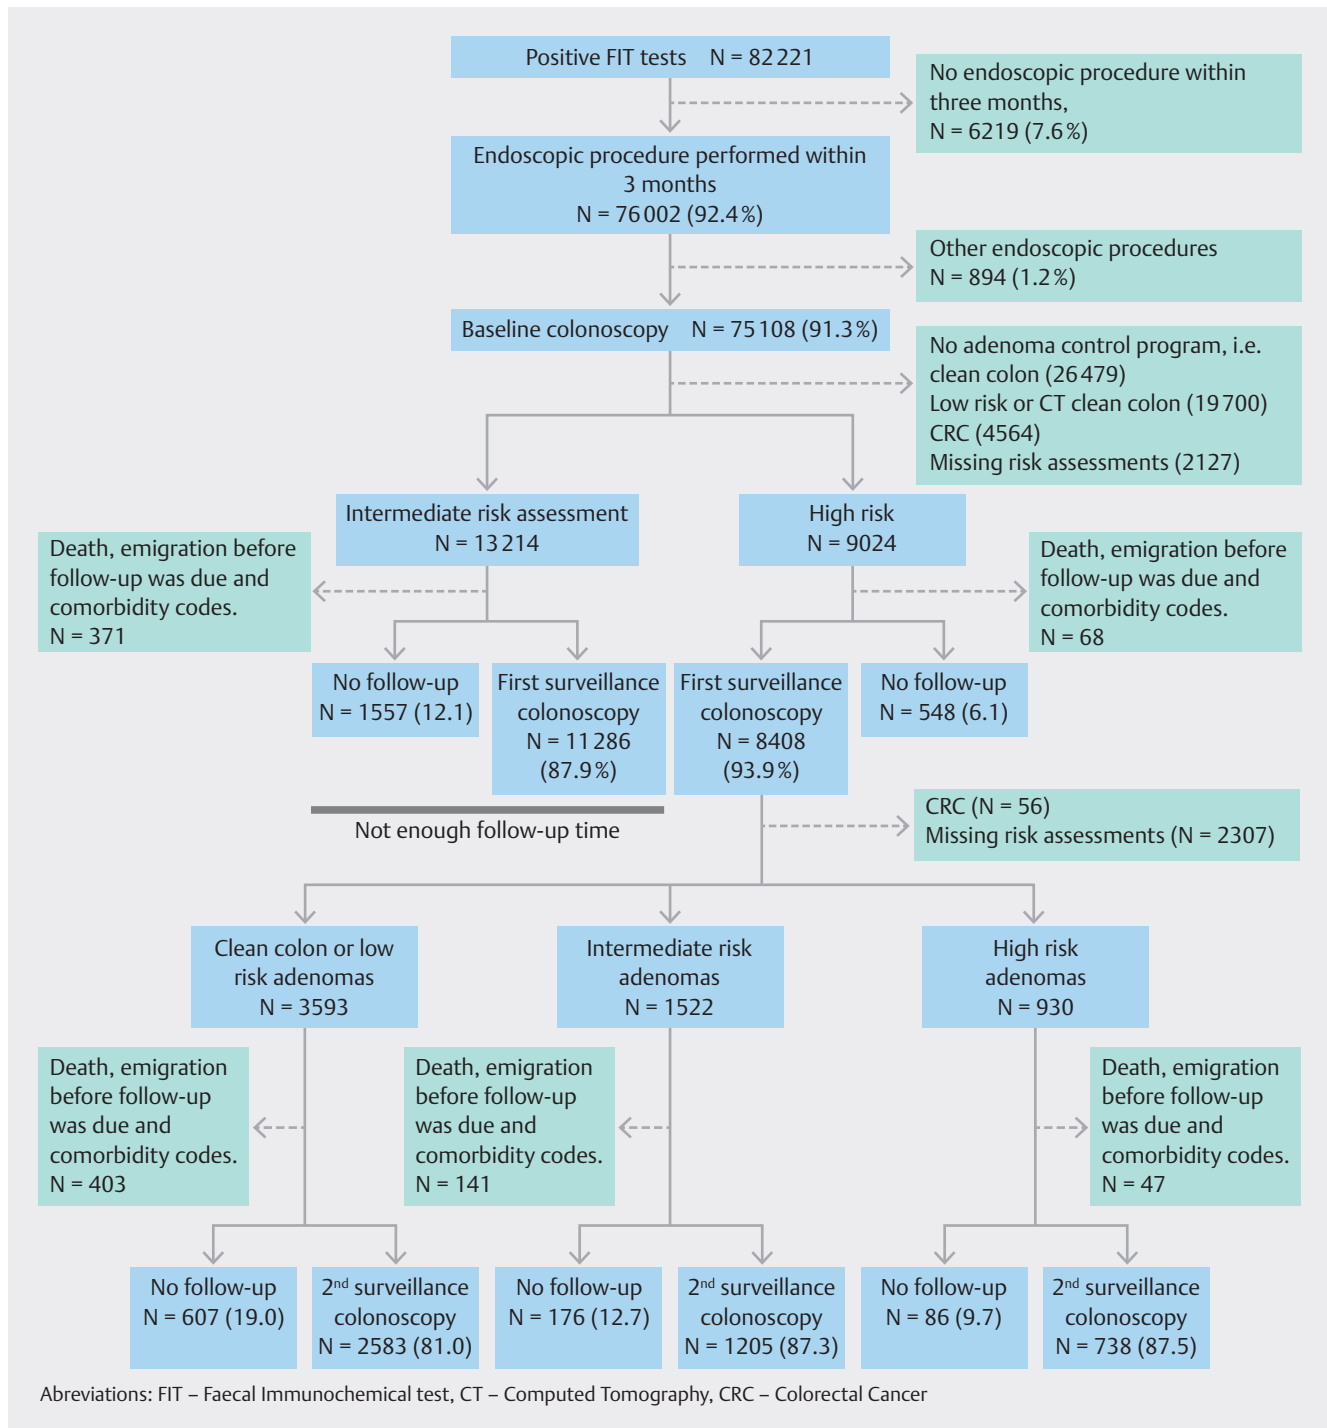 Positive FIT tests N = 82 221
No endoscopic procedure within
three months,
N = 6219 (7.6 %)
Endoscopic procedure performed within
3 months
N = 76 002 (92.4 %)
Other endoscopic procedures
N = 894 (1.2 %)
Baseline colonoscopy N = 75 108 (91.3 %)
No adenoma control program, i.e.
clean colon (26 479)
Low risk or CT clean colon (19 700)
CRC (4564)
Missing risk assessments (2127)
Intermediate risk assessment
N = 13 214
High risk
N = 9024
Death, emigration before
follow-up was due and
comorbidity codes.
N = 371
Death, emigration before
follow-up was due and
comorbidity codes.
N = 68
No follow-up
N = 1557 (12.1)
First surveillance
colonoscopy
N = 11 286
(87.9 %)
First surveillance
colonoscopy
N = 8408
(93.9 %)
No follow-up
N = 548 (6.1)
Not enough follow-up time
CRC (N = 56)
Missing risk assessments (N = 2307)
Clean colon or low
risk adenomas
N = 3593
Intermediate risk
adenomas
N = 1522
High risk
adenomas
N = 930
Death, emigration
before follow-up
was due and
comorbidity codes.
N = 403
Death, emigration
before follow-up
was due and
comorbidity codes.
N = 141
Death, emigration
before follow-up
was due and
comorbidity codes.
N = 47
No follow-up
N = 607 (19.0)
2nd surveillance
colonoscopy
N = 2583 (81.0)
No follow-up
N = 176 (12.7)
2nd surveillance
colonoscopy
N = 1205 (87.3)
No follow-up
N = 86 (9.7)
2nd surveillance
colonoscopy
N = 738 (87.5)
Abreviations: FIT – Faecal Immunochemical test, CT – Computed Tomography, CRC – Colorectal Cancer